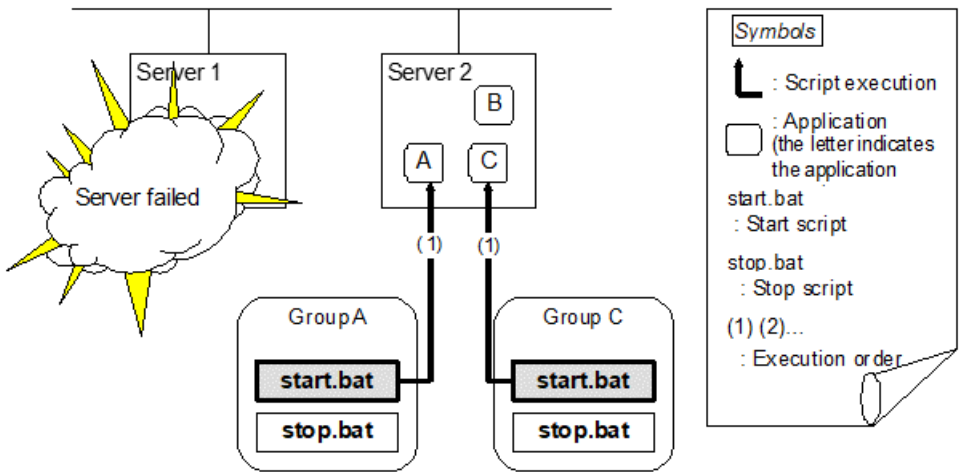 Server 1
Server 2
B
A
C
Server failed
(1)
(1)
Group A
start.bat
stop.bat
Group C
start.bat
stop.bat
Symbols
: Script execution
: Application
(the letter indicates
the application
start.bat
: Start script
stop.bat
: Stop script
(1) (2)...
: Execution order